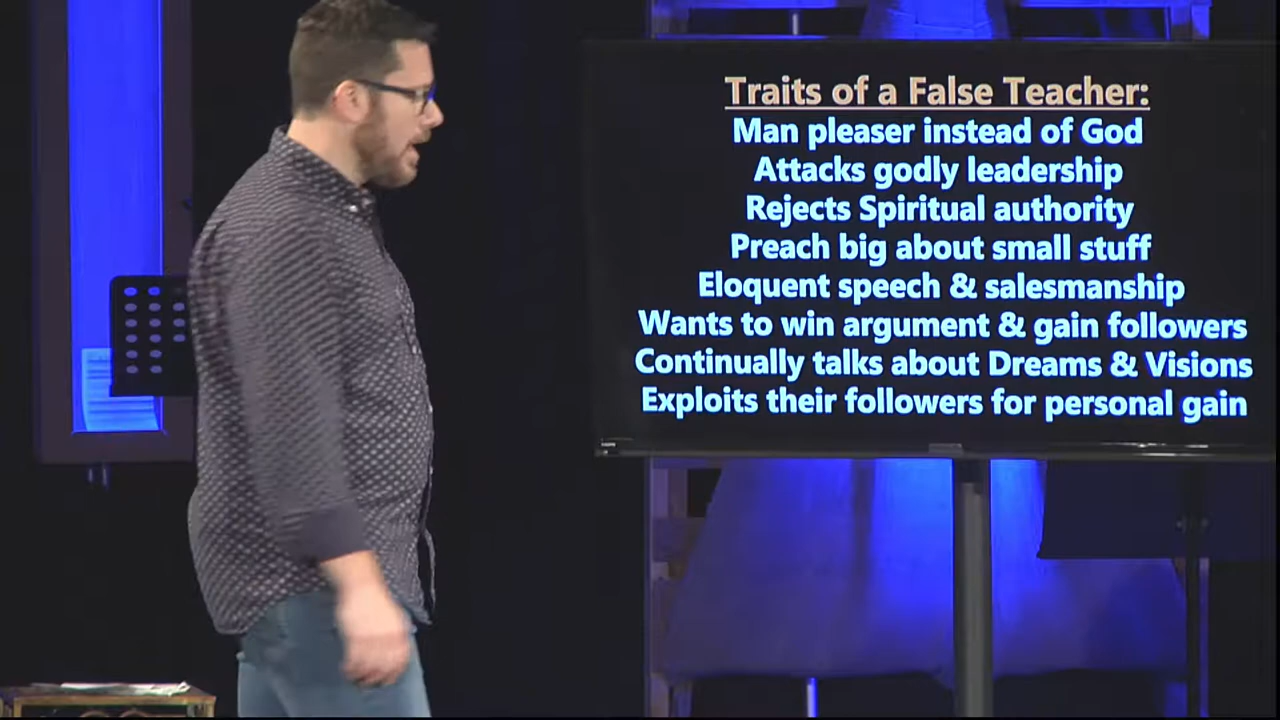 Traits of a False Teacher:
Man pleaser instead of God
Attacks godly leadership
Rejects Spiritual authority
Preach big about small stuff
Eloquent speech & salesmanship
Wants to win argument & gain followers
Continually talks about Dreams & Visions
Exploits their followers for personal gain